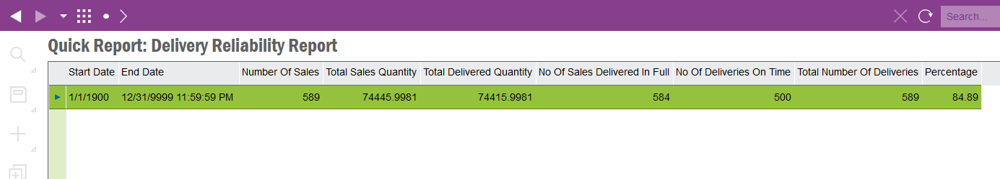 Search...
Quick Report: Delivery Reliability Report
Start Date End Date Number Of Sales Total Sales Quantity Total Delivered Quantity No Of Sales Delivered In Full No Of Deliveries On Time Total Number Of Deliveries Percentage
1/1/1900 12/31/9999 11:59:59 PM 589 74445.9981 74415.9981 584 500 589 84.89